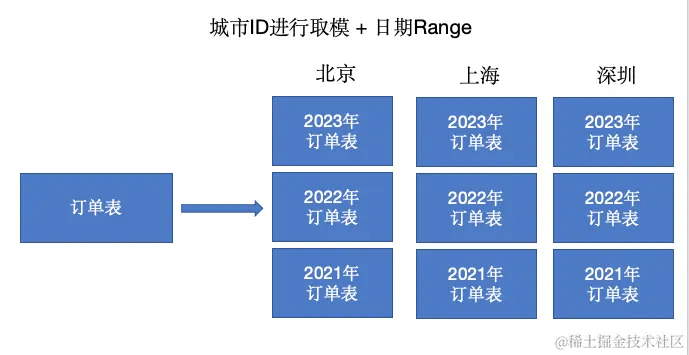 城市ID进行取模 + 日期Range
北京
上海
深圳
2023年
订单表
2023年
订单表
2023年
订单表
订单表
2022年
订单表
2022年
订单表
2022年
订单表
2021年
订单表
2021年
订单表
2021年
订单表
@稀土掘金技术社区